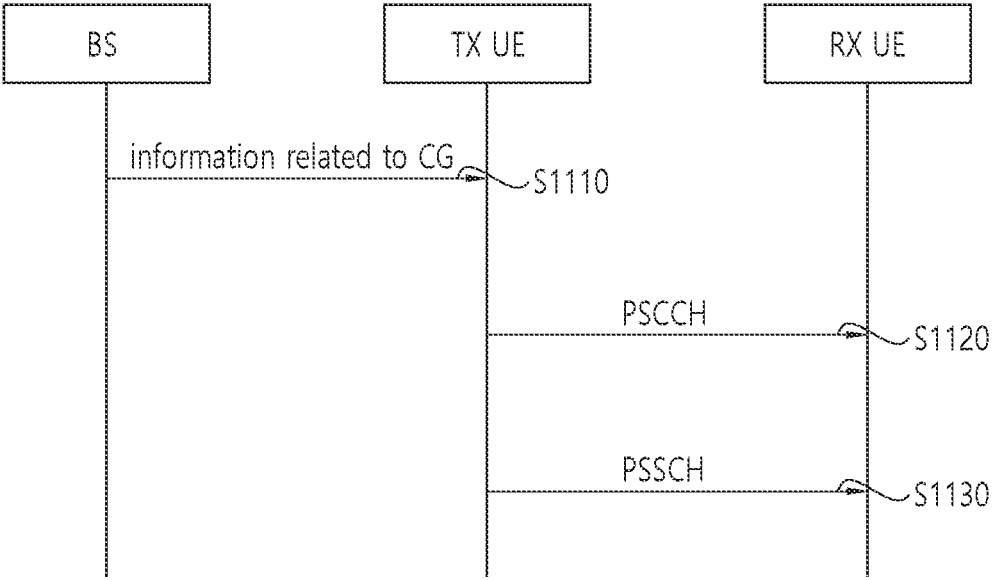 BS
TX UE
RX UE
information related to CG
S1110
PSCCH
S1120
PSSCH
S1130